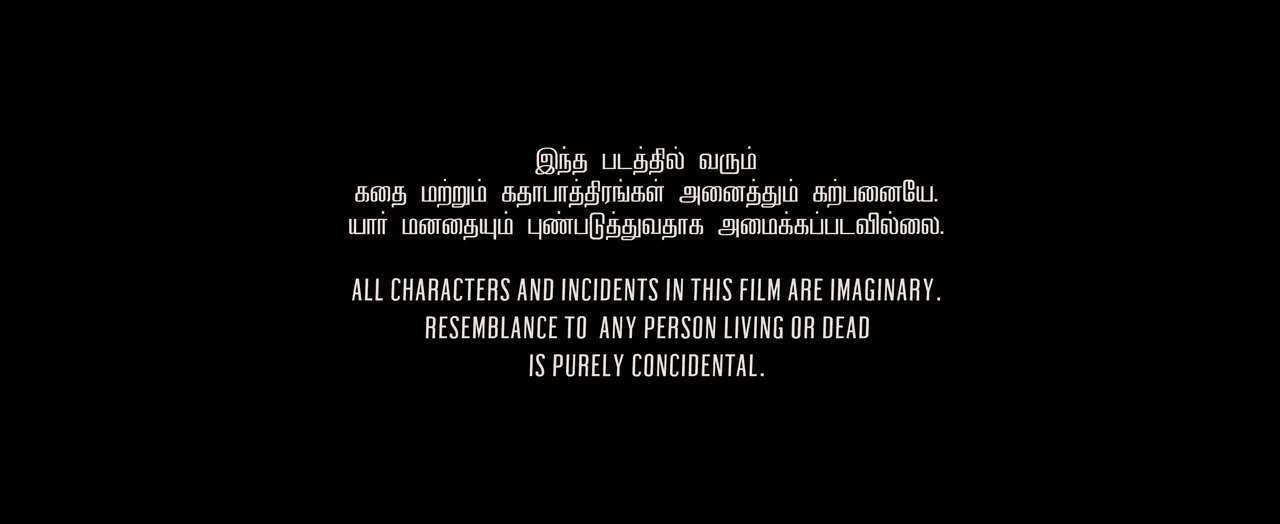 இந்த படத்தில் வரும்
கதை மற்றும் கதாபாத்திரங்கள் அனைத்தும் கற்பனையே.
யார் மனதையும் புண்படுத்துவதாக அமைக்கப்படவில்லை.
ALL CHARACTERS AND INCIDENTS IN THIS FILM ARE IMAGINARY.
RESEMBLANCE TO ANY PERSON LIVING OR DEAD
IS PURELY CONCIDENTAL.